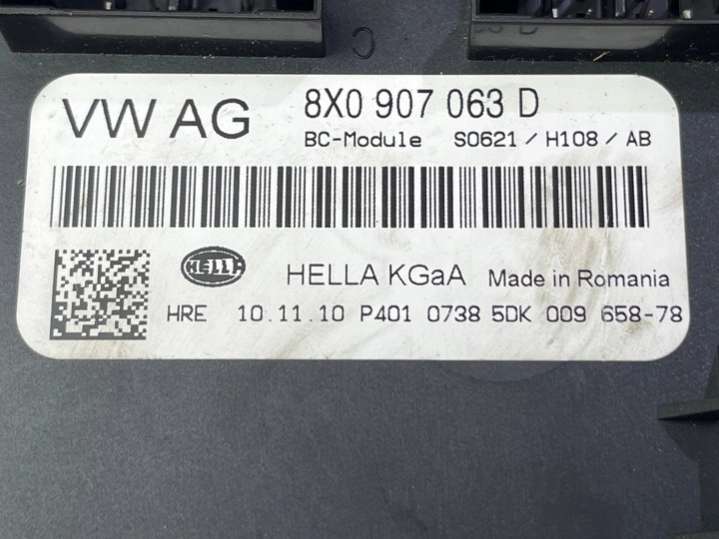 C
VW AG 8X0 907 063 D
BC-Module S0621 / H108 / AB
HELLA HELLA KGaA Made in Romania
HRE 10.11.10 P401 0738 5DK 009 658-78